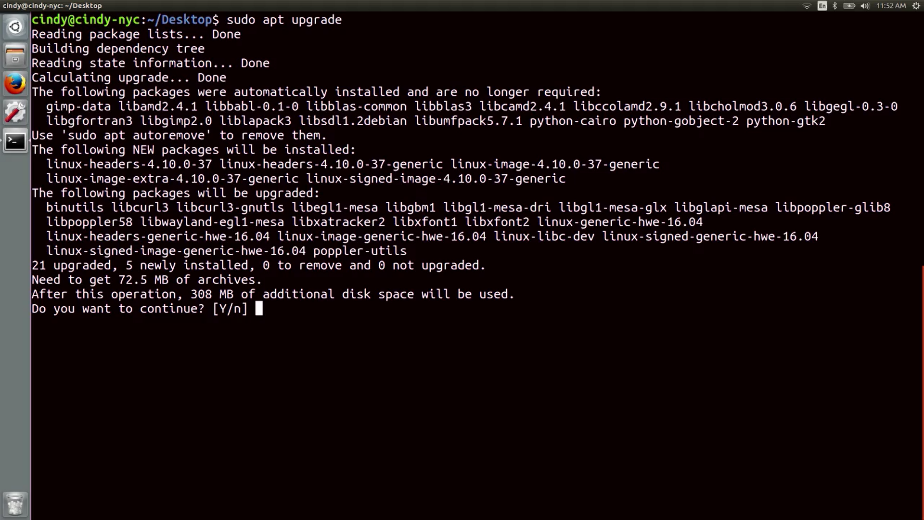 cindy@cindy-nyc: ~/Desktop
En
11:52 AM
cindy@cindy-nyc:~/Desktop$ sudo apt upgrade
Reading package lists... Done
Building dependency tree
Reading state information... Done
Calculating upgrade... Done
The following packages were automatically installed and are no longer required:
gimp-data libamd2.4.1 libbabl-0.1-0 libblas-common libblas3 libcamd2.4.1 libccolamd2.9.1 libcholmod3.0.6 libgegl-0.3-0
libgfortran3 libgimp2.0 liblapack3 libsdl1.2debian libumfpack5.7.1 python-cairo python-gobject-2 python-gtk2
Use 'sudo apt autoremove' to remove them.
The following NEW packages will be installed:
linux-headers-4.10.0-37 linux-headers-4.10.0-37-generic linux-image-4.10.0-37-generic
linux-image-extra-4.10.0-37-generic linux-signed-image-4.10.0-37-generic
The following packages will be upgraded:
binutils libcurl3 libcurl3-gnutls libegl1-mesa libgbm1 libgl1-mesa-dri libgl1-mesa-glx libglapi-mesa libpoppler-glib8
libpoppler58 libwayland-egl1-mesa libxatracker2 libxfont1 libxfont2 linux-generic-hwe-16.04
linux-headers-generic-hwe-16.04 linux-image-generic-hwe-16.04 linux-libc-dev linux-signed-generic-hwe-16.04
linux-signed-image-generic-hwe-16.04 poppler-utils
21 upgraded, 5 newly installed, 0 to remove and 0 not upgraded.
Need to get 72.5 MB of archives.
After this operation, 308 MB of additional disk space will be used.
Do you want to continue? [Y/n]